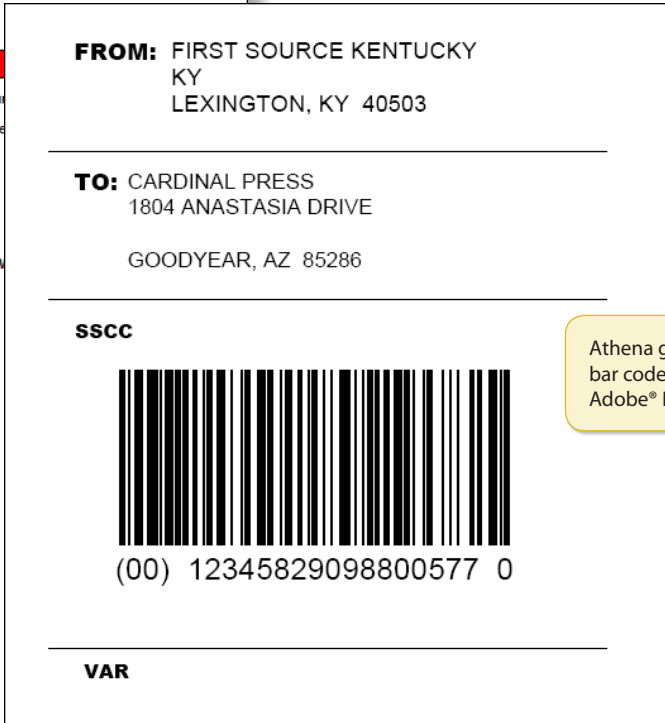 FROM: FIRST SOURCE KENTUCKY
KY
LEXINGTON, KY 40503
TO: CARDINAL PRESS
1804 ANASTASIA DRIVE
GOODYEAR, AZ 85286
SSCC
Athena
bar code
Adobe®
(00) 12345829098800577 0
VAR